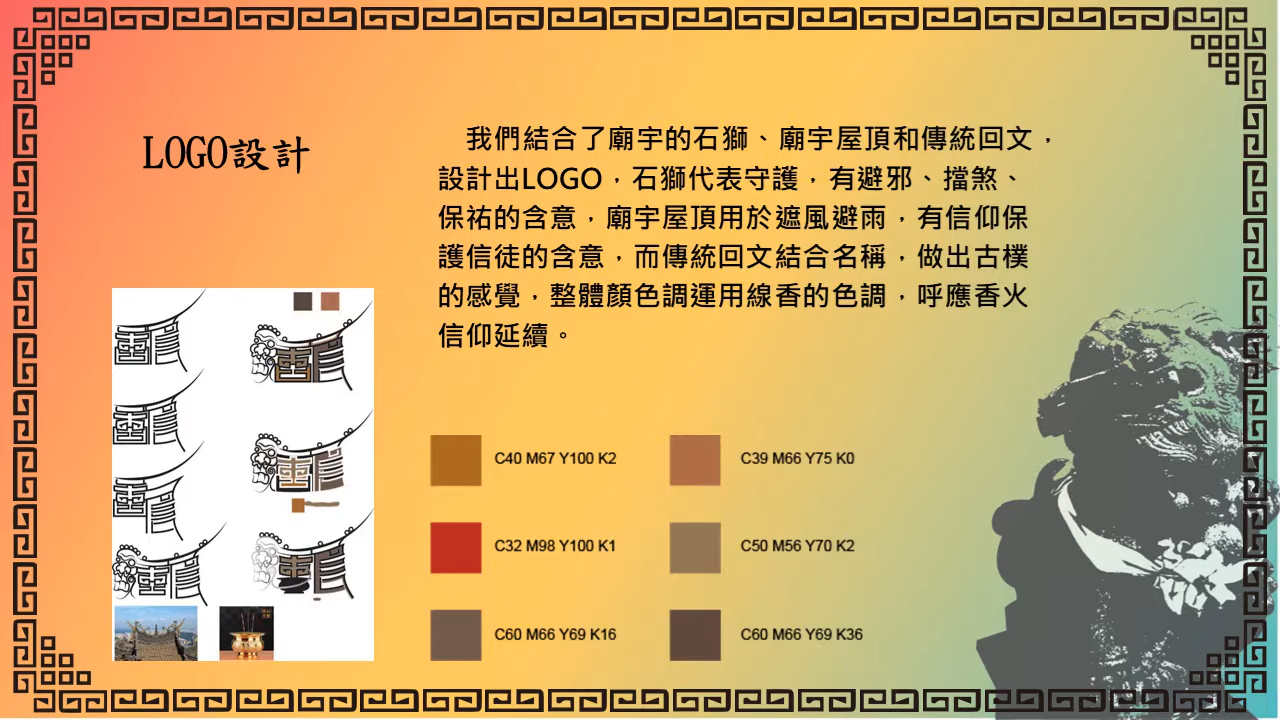 LOGO設計
我們結合了廟宇的石獅、廟宇屋頂和傳統回文，
設計出LOGO，石獅代表守護，有避邪、擋煞、
保祐的含意，廟宇屋頂用於遮風避雨，有信仰保
護信徒的含意，而傳統回文結合名稱，做出古樸
的感覺，整體顏色調運用線香的色調，呼應香火
信仰延續。
C40 M67 Y100 K2
C39 M66 Y75 K0
C32 M98 Y100 K1
C50 M56 Y70 K2
C60 M66 Y69 K16
C60 M66 Y69 K36